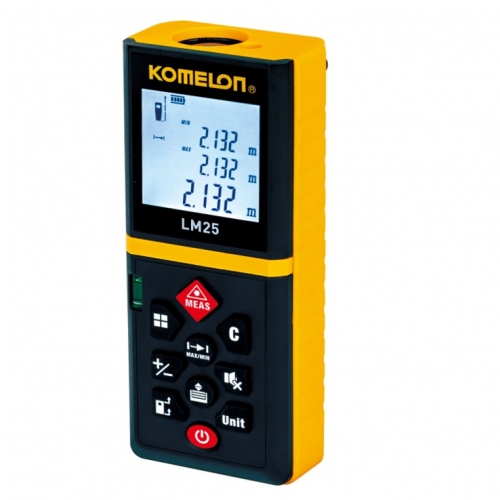 KOMELON®
MIN 2.132 m
MAX 2.132 m
2.132 m
LM25
MEAS
C
MAX/MIN
+/-
Unit